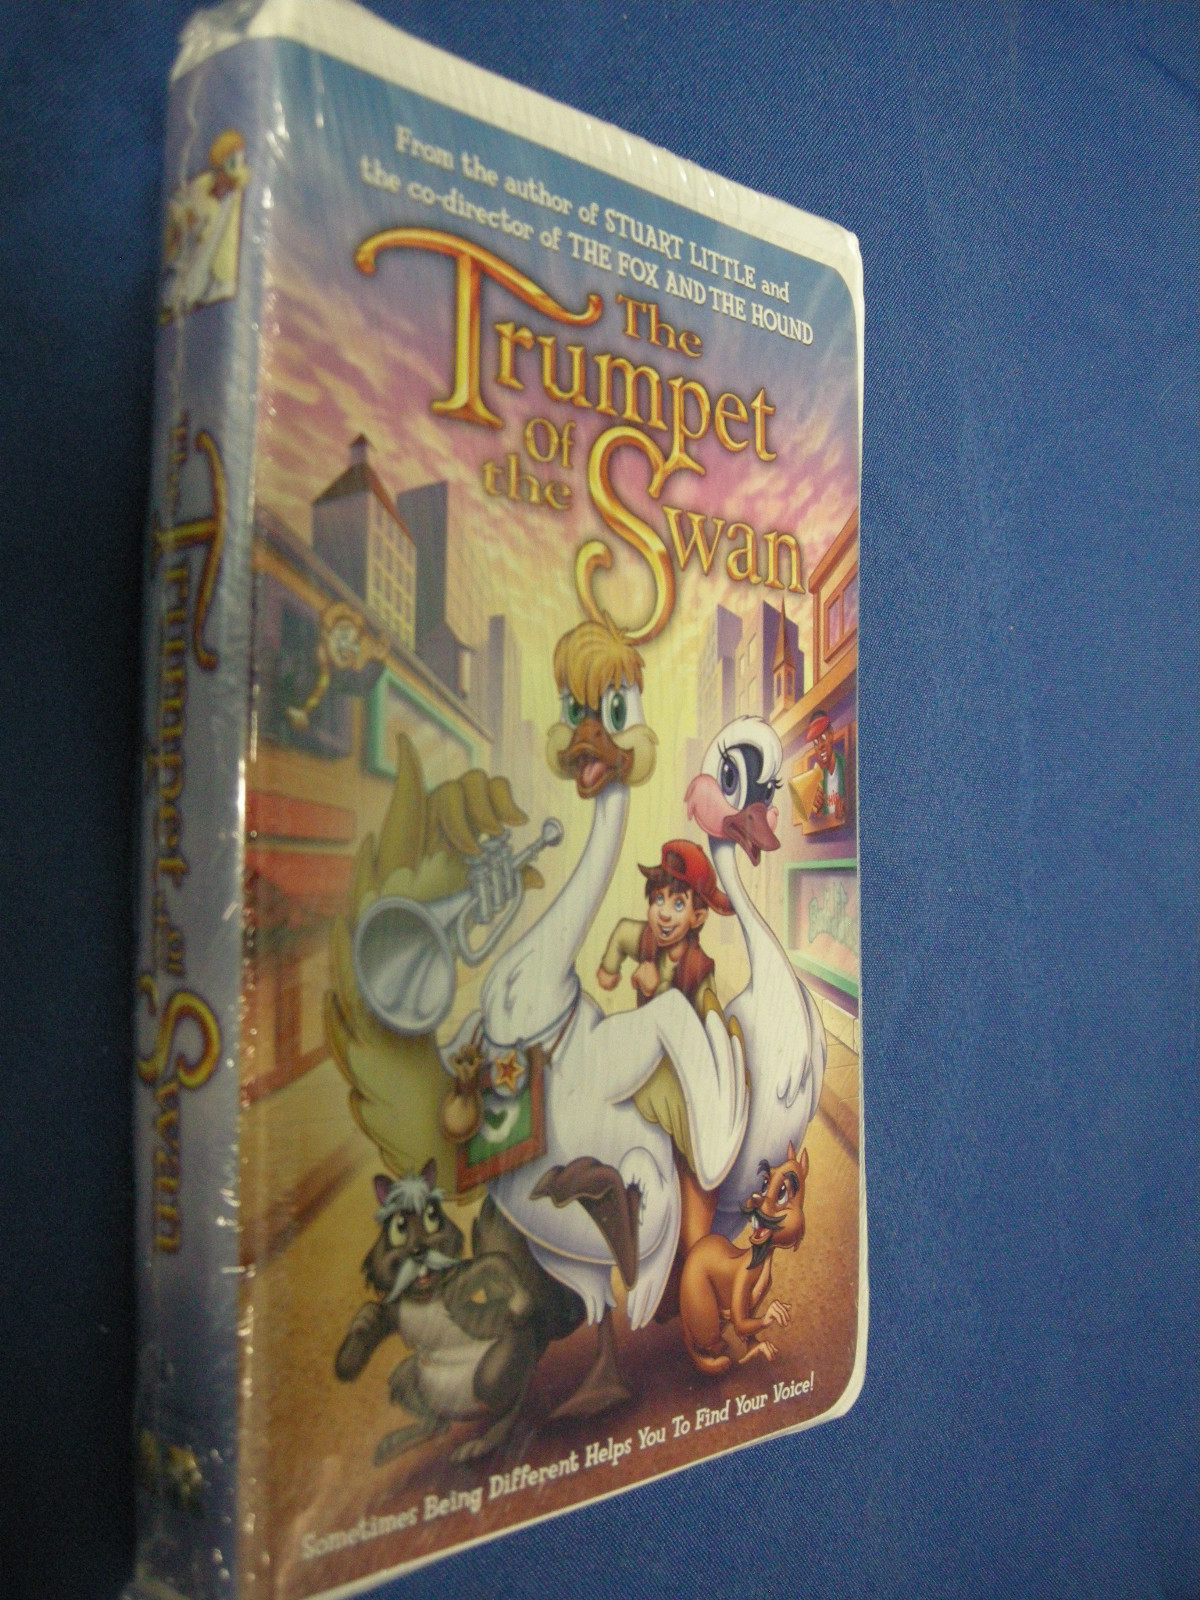 From the author of STUART LITTLE and
the co-director of THE FOX AND THE HOUND
The
Trumpet
Of
the
Swan
Sometimes Being Different Helps You To Find Your Voice!
The Trumpet of the Swan